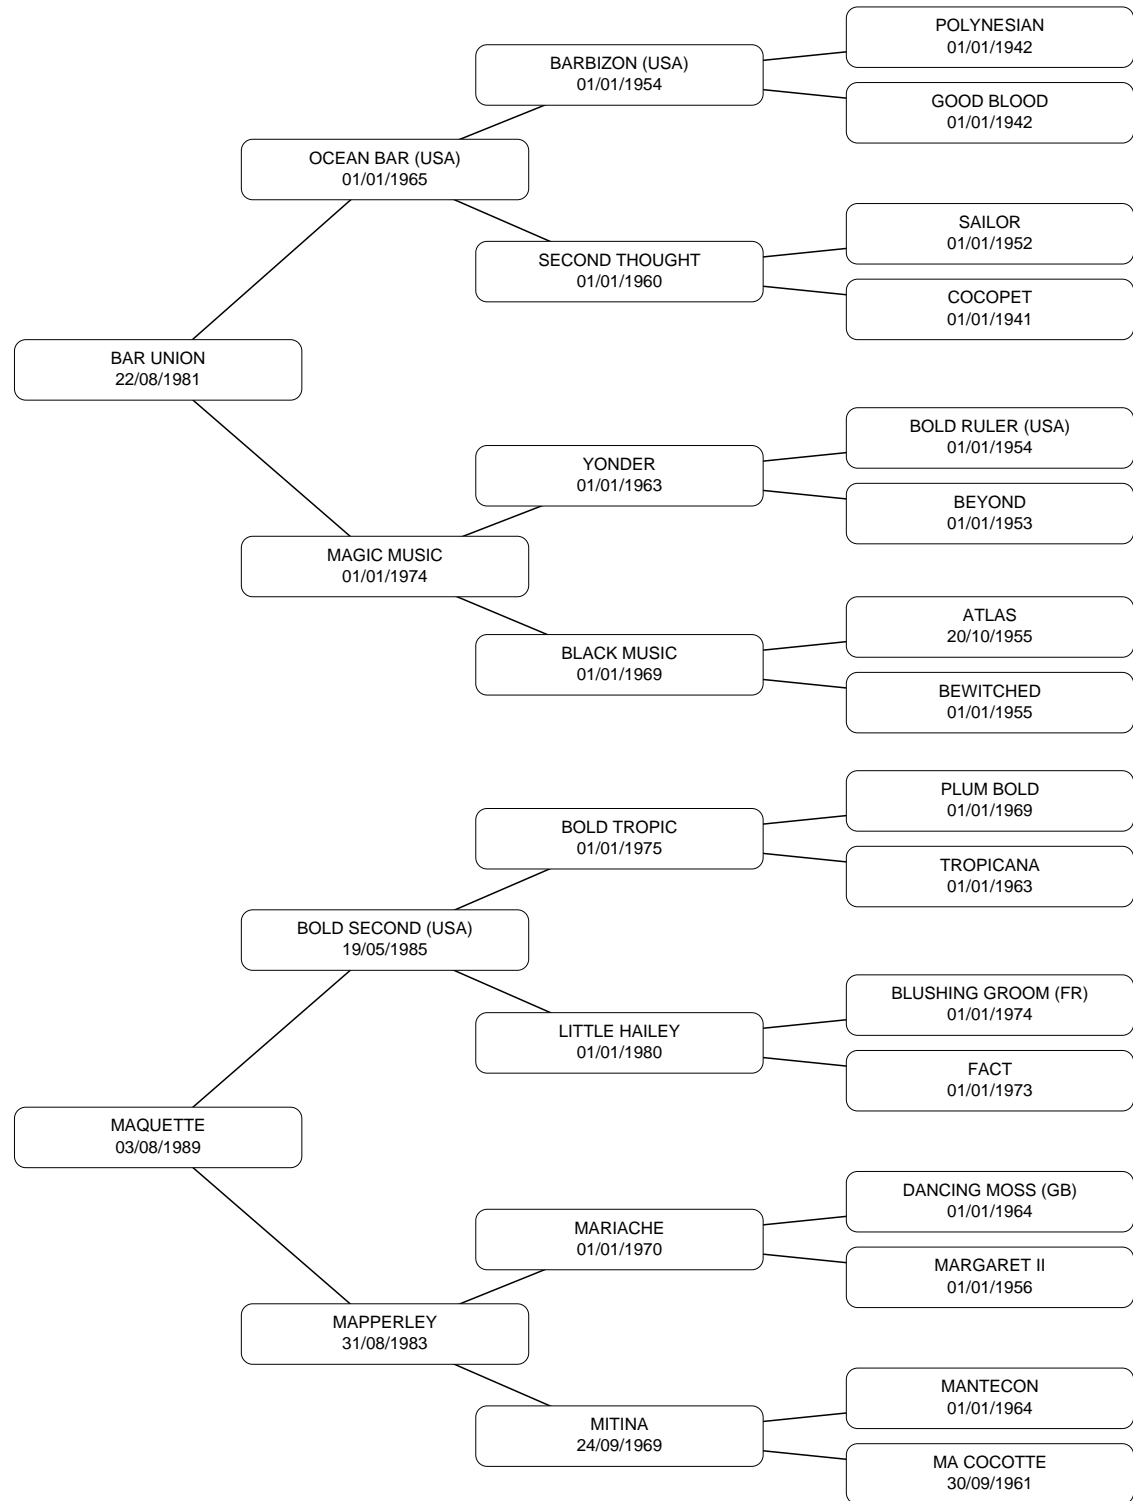 POLYNESIAN
01/01/1942
BARBIZON (USA)
01/01/1954
GOOD BLOOD
01/01/1942
OCEAN BAR (USA)
01/01/1965
SAILOR
01/01/1952
SECOND THOUGHT
01/01/1960
COCOPET
01/01/1941
BAR UNION
22/08/1981
BOLD RULER (USA)
01/01/1954
YONDER
01/01/1963
BEYOND
01/01/1953
MAGIC MUSIC
01/01/1974
ATLAS
20/10/1955
BLACK MUSIC
01/01/1969
BEWITCHED
01/01/1955
PLUM BOLD
01/01/1969
BOLD TROPIC
01/01/1975
TROPICANA
01/01/1963
BOLD SECOND (USA)
19/05/1985
BLUSHING GROOM (FR)
01/01/1974
LITTLE HAILEY
01/01/1980
FACT
01/01/1973
MAQUETTE
03/08/1989
DANCING MOSS (GB)
01/01/1964
MARIACHE
01/01/1970
MARGARET II
01/01/1956
MAPPERLEY
31/08/1983
MANTECON
01/01/1964
MITINA
24/09/1969
MA COCOTTE
30/09/1961